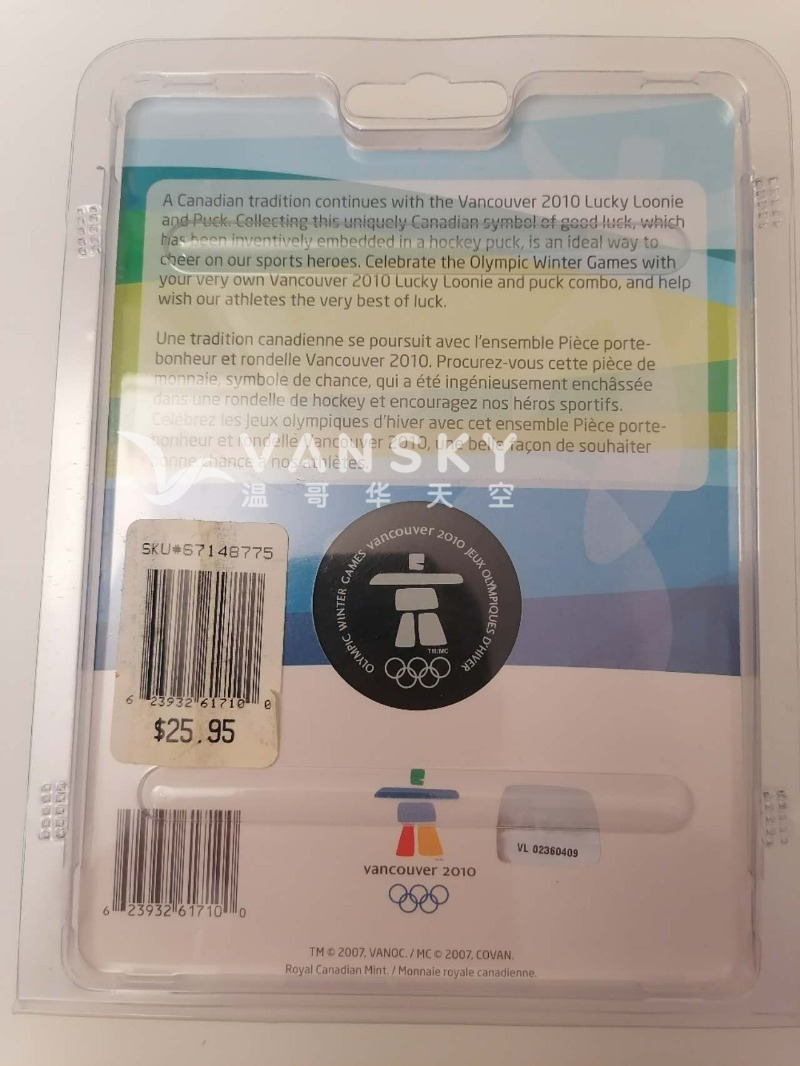 A Canadian tradition continues with the Vancouver 2010 Lucky Loonie
and Puck. Collecting this uniquely Canadian symbol of good luck, which
has been inventively embedded in a hockey puck, is an ideal way to
cheer on our sports heroes. Celebrate the Olympic Winter Games with
your very own Vancouver 2010 Lucky Loonie and puck combo, and help
wish our athletes the very best of luck.
Une tradition canadienne se poursuit avec l'ensemble Pièce porte-
bonheur et rondelle Vancouver 2010. Procurez-vous cette pièce de
monnaie, symbole de chance, qui a été ingénieusement enchâssée
dans une rondelle de hockey et encouragez nos héros sportifs.
Célébrez les Jeux olympiques d'hiver avec cet ensemble Pièce porte-
bonheur et rondelle Vancouver 2010, une belle façon de souhaiter
bonne chance à nos athlètes.
VANSKY
温哥华天空
SKU#67148775
6 23932 61710 0
$25.95
OLYMPIC WINTER GAMES vancouver 2010 JEUX OLYMPIQUES D'HIVER
TM/MC
vancouver 2010
VL 02360409
6 23932 61710 0
TM © 2007, VANOC. / MC © 2007, COVAN.
Royal Canadian Mint. / Monnaie royale canadienne.